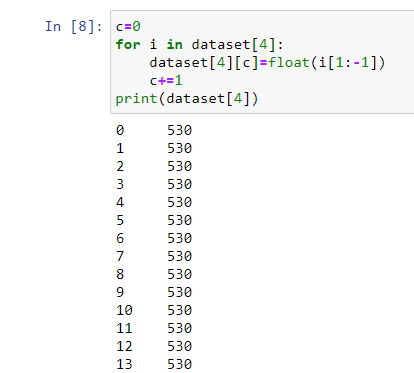 In [8]: c=0
for i in dataset[4]:
    dataset[4][c]=float(i[1:-1])
    c+=1
print(dataset[4])
0     530
1     530
2     530
3     530
4     530
5     530
6     530
7     530
8     530
9     530
10    530
11    530
12    530
13    530